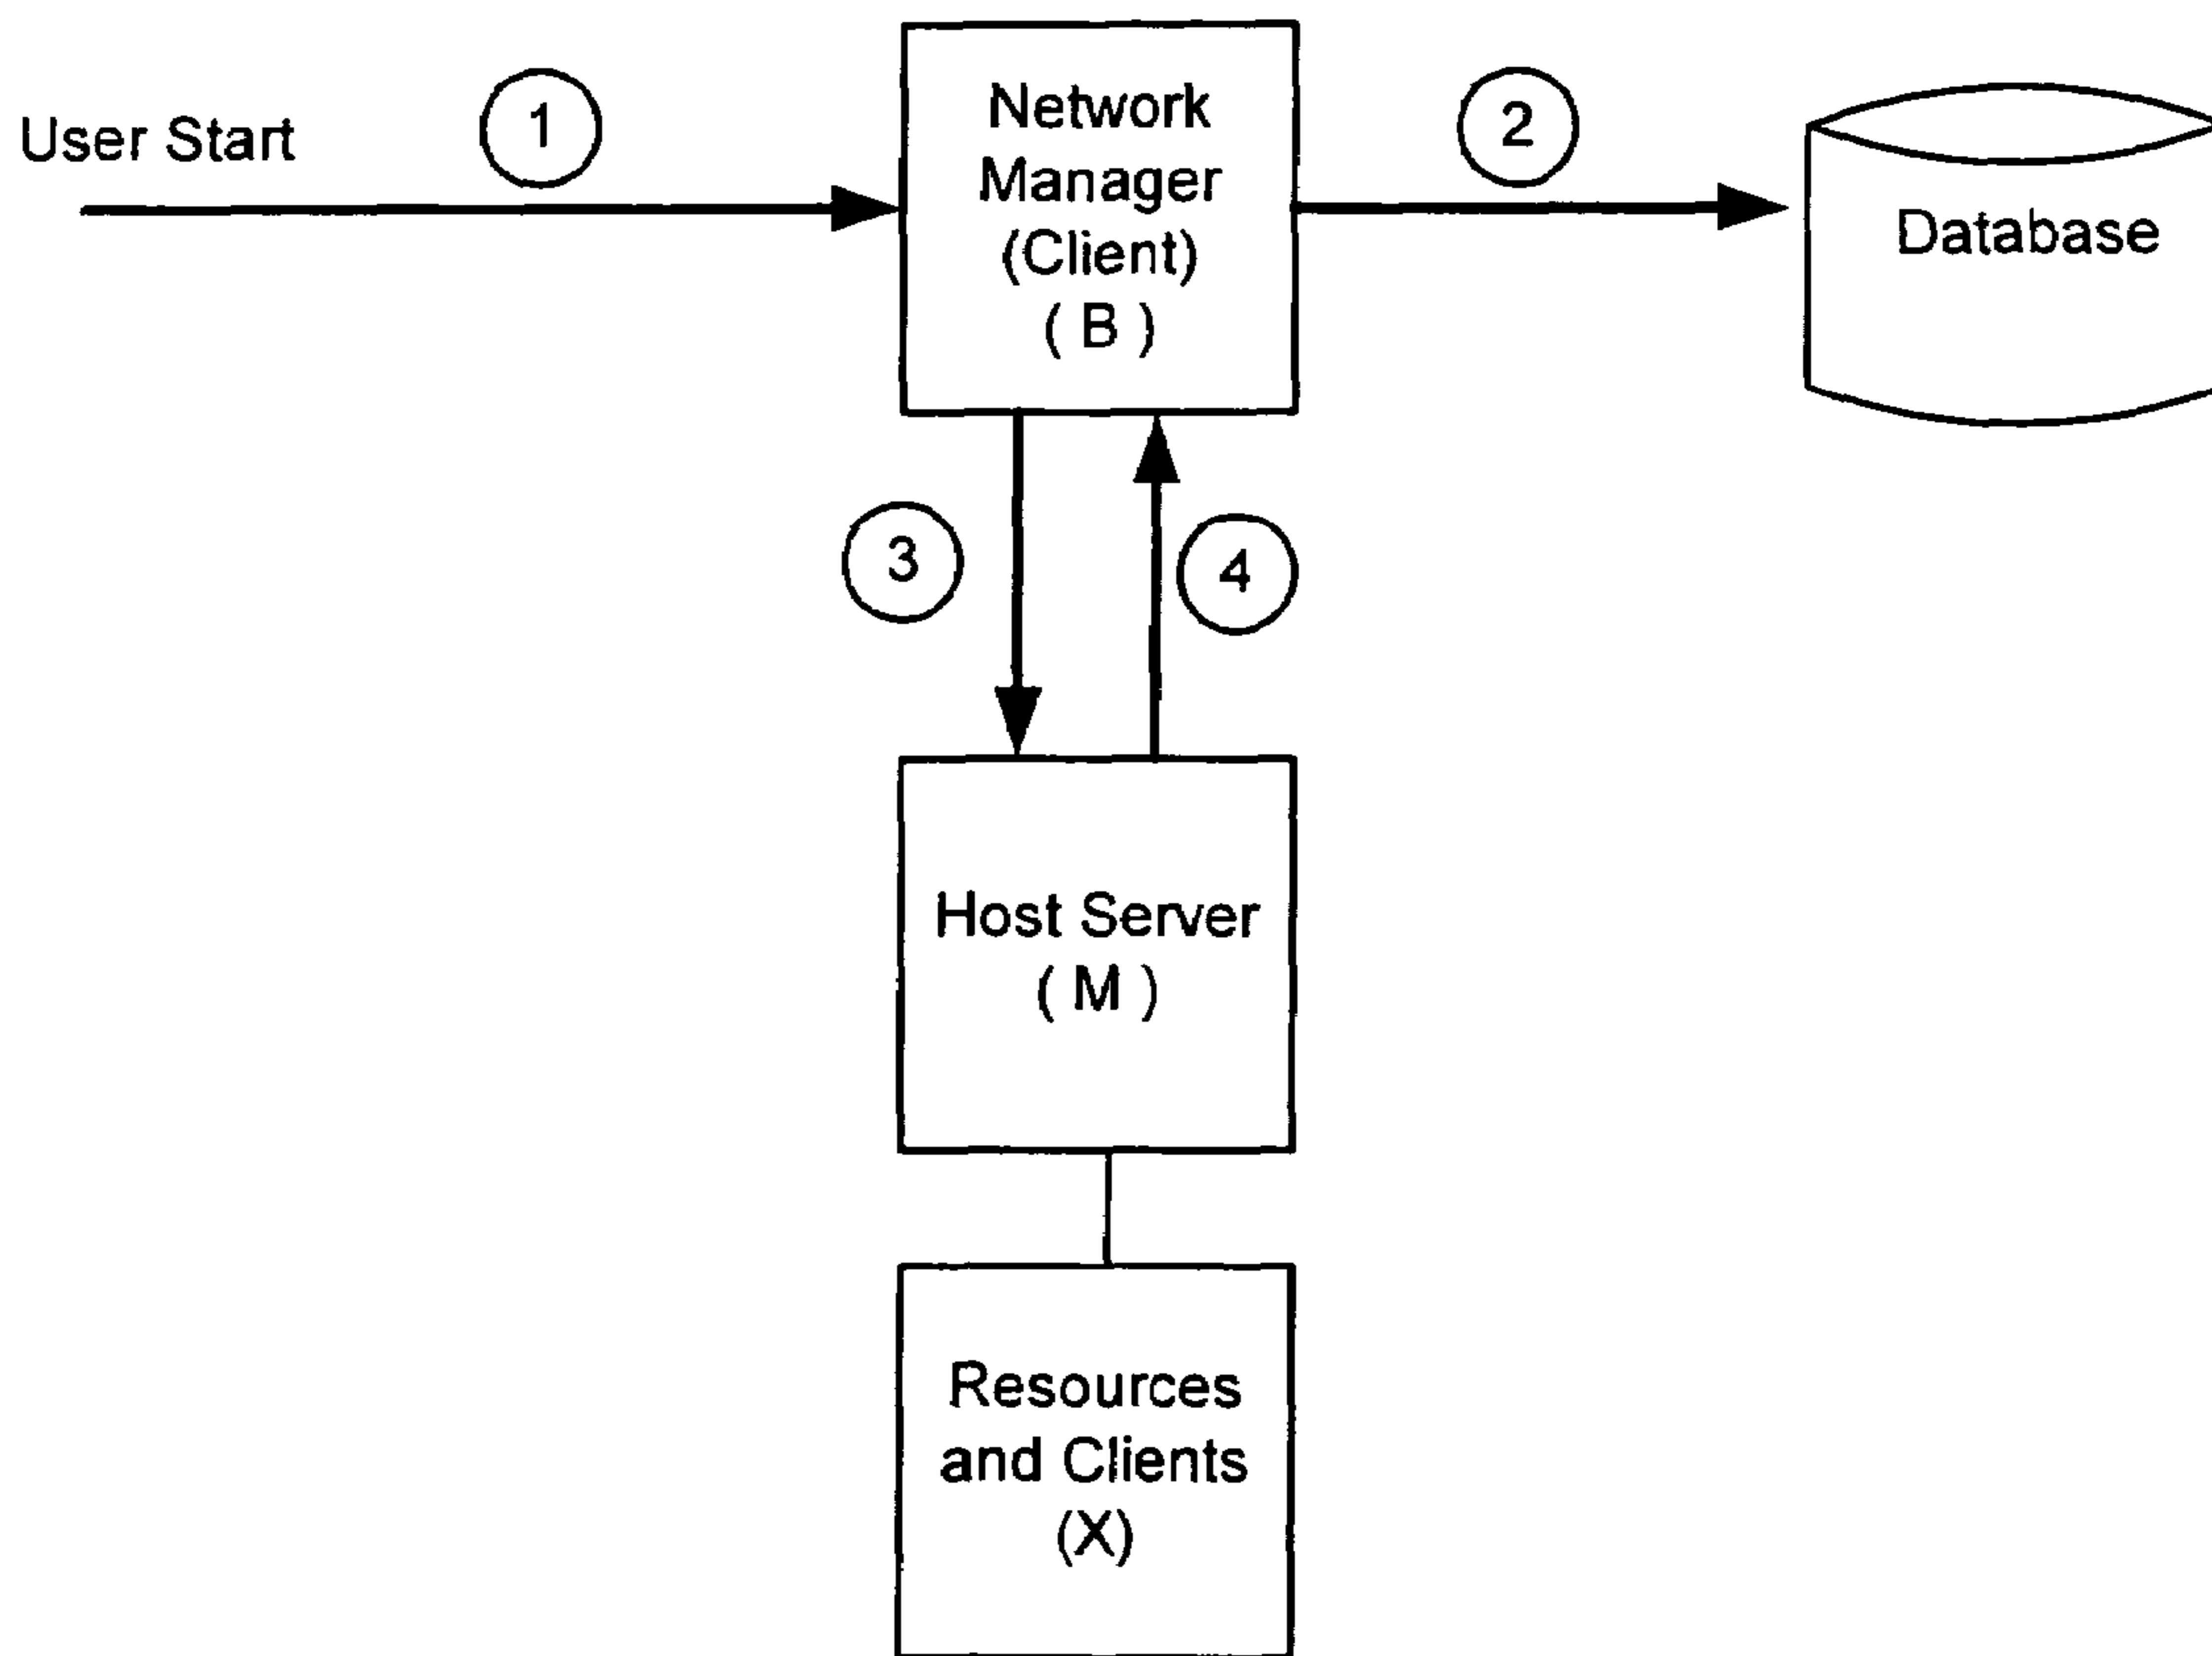 User Start
1
Network
Manager
(Client)
( B )
2
Database
3
4
Host Server
( M )
Resources
and Clients
(X)